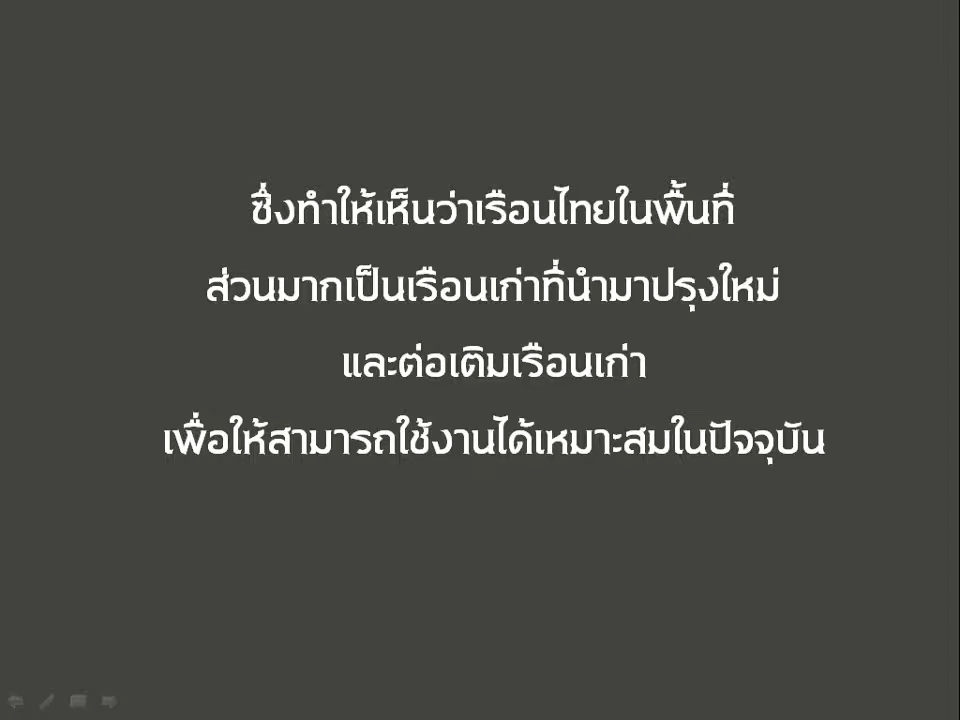 ซึ่งทำให้เห็นว่าเรือนไทยในพื้นที่
ส่วนมากเป็นเรือนเก่าที่นำมาปรุงใหม่
และต่อเติมเรือนเก่า
เพื่อให้สามารถใช้งานได้เหมาะสมในปัจจุบัน